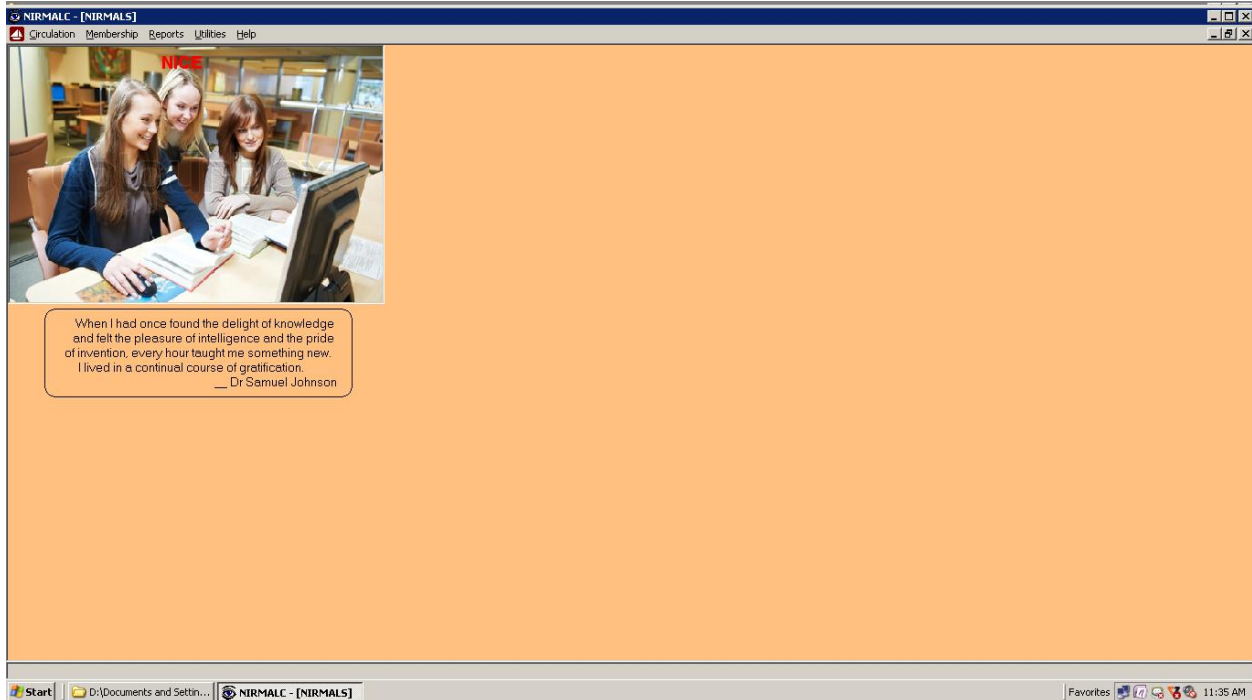 NIRMALC - [NIRMALS]
Circulation Membership Reports Utilities Help
NICE
When I had once found the delight of knowledge
and felt the pleasure of intelligence and the pride
of invention, every hour taught me something new.
I lived in a continual course of gratification.
__ Dr Samuel Johnson
Start D:\Documents and Settin... NIRMALC - [NIRMALS] Favorites 11:35 AM